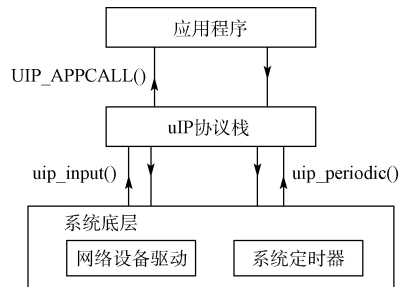 应用程序
UIP_APPCALL()
uIP协议栈
uip_input()
uip_periodic()
系统底层
网络设备驱动
系统定时器